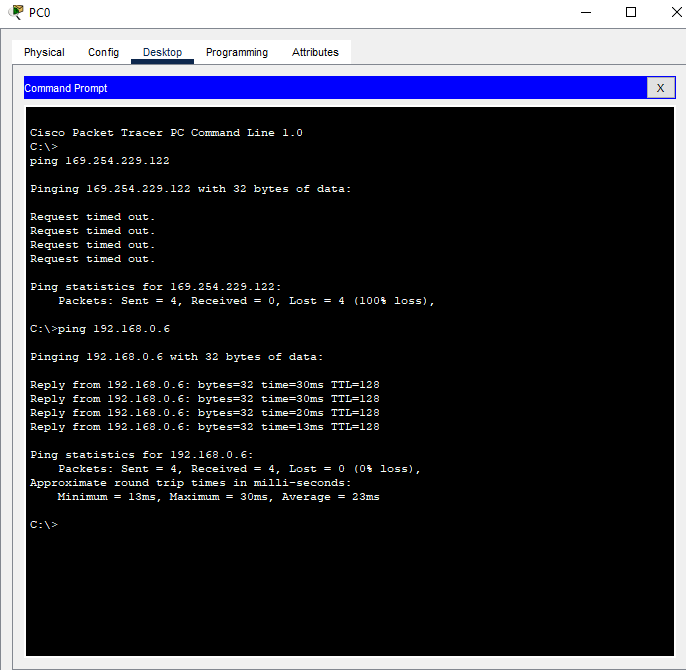 PC0
Physical Config Desktop Programming Attributes
Command Prompt X
Cisco Packet Tracer PC Command Line 1.0
C:\>
ping 169.254.229.122
Pinging 169.254.229.122 with 32 bytes of data:
Request timed out.
Request timed out.
Request timed out.
Request timed out.
Ping statistics for 169.254.229.122:
    Packets: Sent = 4, Received = 0, Lost = 4 (100% loss),
C:\>ping 192.168.0.6
Pinging 192.168.0.6 with 32 bytes of data:
Reply from 192.168.0.6: bytes=32 time=30ms TTL=128
Reply from 192.168.0.6: bytes=32 time=30ms TTL=128
Reply from 192.168.0.6: bytes=32 time=20ms TTL=128
Reply from 192.168.0.6: bytes=32 time=13ms TTL=128
Ping statistics for 192.168.0.6:
    Packets: Sent = 4, Received = 4, Lost = 0 (0% loss),
Approximate round trip times in milli-seconds:
    Minimum = 13ms, Maximum = 30ms, Average = 23ms
C:\>